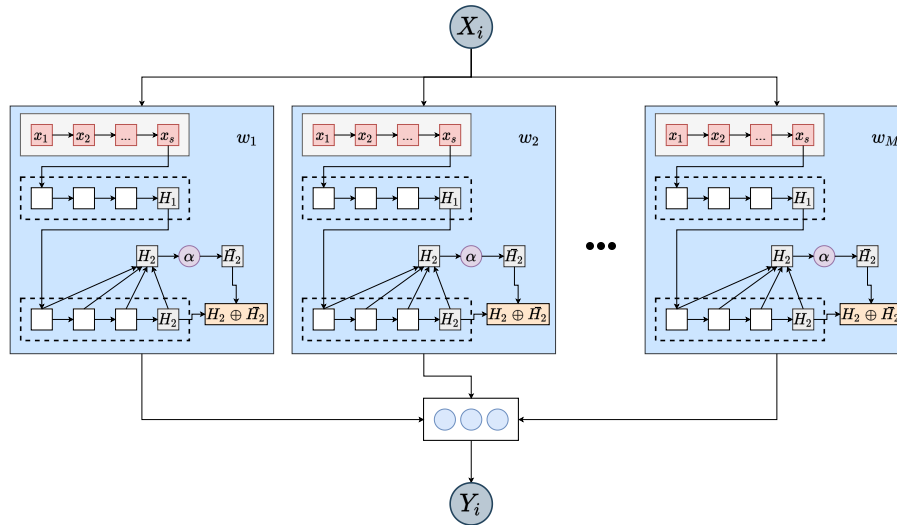 X_i
x_1 x_2 ... x_s w_1
H_1
H_2 α H̃_2
H_2 H_2 ⊕ H̃_2
x_1 x_2 ... x_s w_2
H_1
H_2 α H̃_2
H_2 H_2 ⊕ H̃_2
•••
x_1 x_2 ... x_s w_M
H_1
H_2 α H̃_2
H_2 H_2 ⊕ H̃_2
Y_i